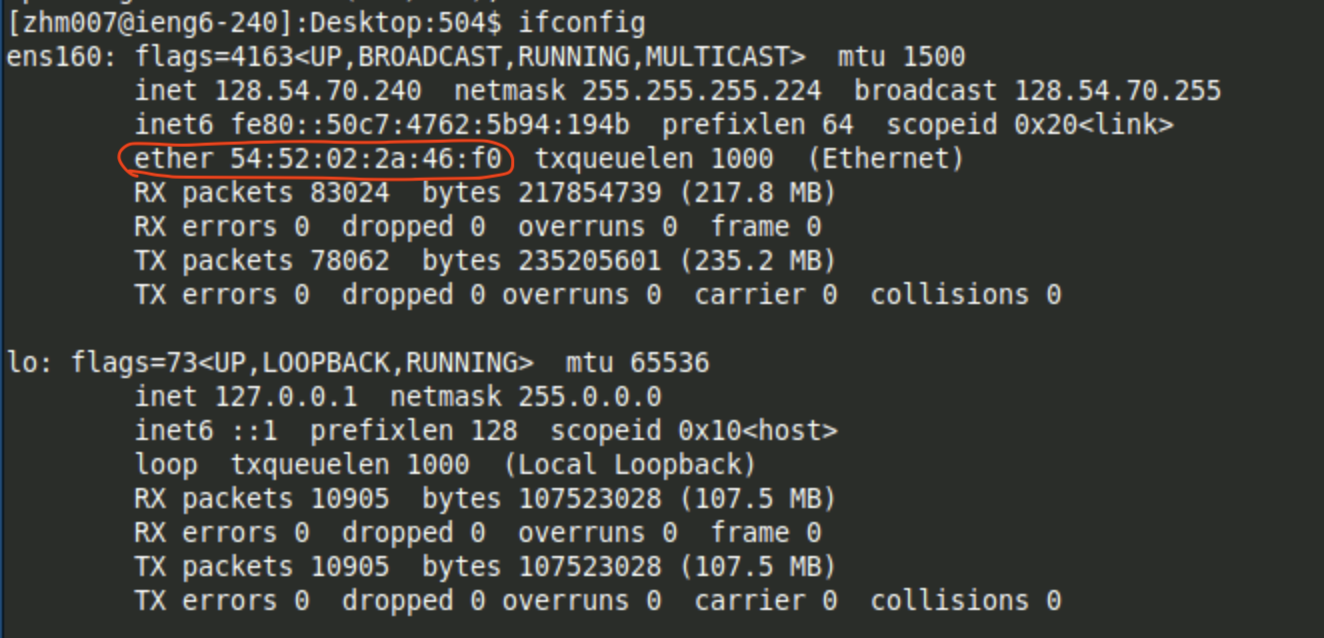 [zhm007@ieng6-240]:Desktop:504$ ifconfig
ens160: flags=4163<UP,BROADCAST,RUNNING,MULTICAST>  mtu 1500
        inet 128.54.70.240  netmask 255.255.255.224  broadcast 128.54.70.255
        inet6 fe80::50c7:4762:5b94:194b  prefixlen 64  scopeid 0x20<link>
        ether 54:52:02:2a:46:f0  txqueuelen 1000  (Ethernet)
        RX packets 83024  bytes 217854739 (217.8 MB)
        RX errors 0  dropped 0  overruns 0  frame 0
        TX packets 78062  bytes 235205601 (235.2 MB)
        TX errors 0  dropped 0 overruns 0  carrier 0  collisions 0

lo: flags=73<UP,LOOPBACK,RUNNING>  mtu 65536
        inet 127.0.0.1  netmask 255.0.0.0
        inet6 ::1  prefixlen 128  scopeid 0x10<host>
        loop  txqueuelen 1000  (Local Loopback)
        RX packets 10905  bytes 107523028 (107.5 MB)
        RX errors 0  dropped 0  overruns 0  frame 0
        TX packets 10905  bytes 107523028 (107.5 MB)
        TX errors 0  dropped 0 overruns 0  carrier 0  collisions 0